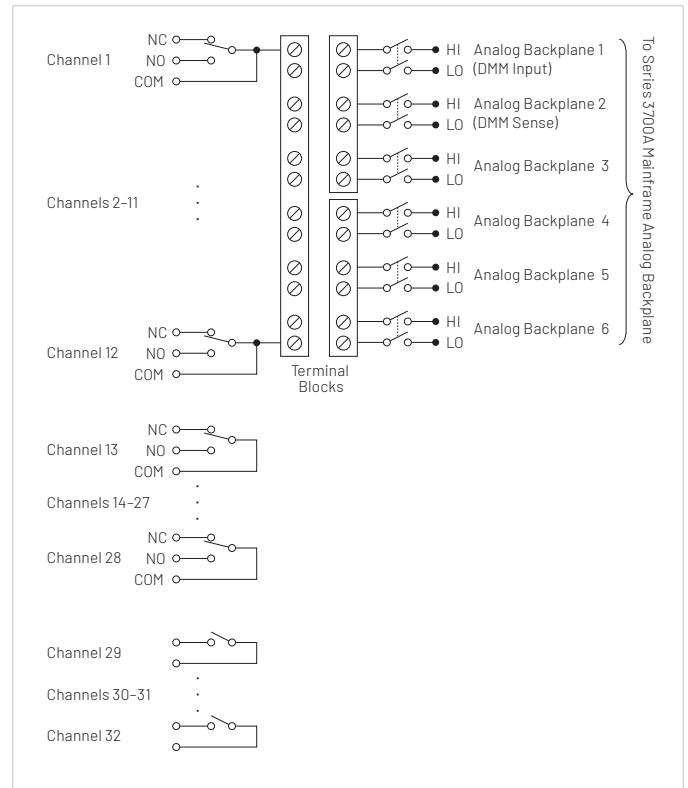 Channel 1
NC
NO
COM
Channels 2–11
Channel 12
NC
NO
COM
Terminal
Blocks
HI Analog Backplane 1
LO (DMM Input)
HI Analog Backplane 2
LO (DMM Sense)
HI
LO
Analog Backplane 3
HI
LO
Analog Backplane 4
HI
LO
Analog Backplane 5
HI
LO
Analog Backplane 6
To Series 3700A Mainframe Analog Backplane
Channel 13
NC
NO
COM
Channels 14–27
Channel 28
NC
NO
COM
Channel 29
Channels 30–31
Channel 32